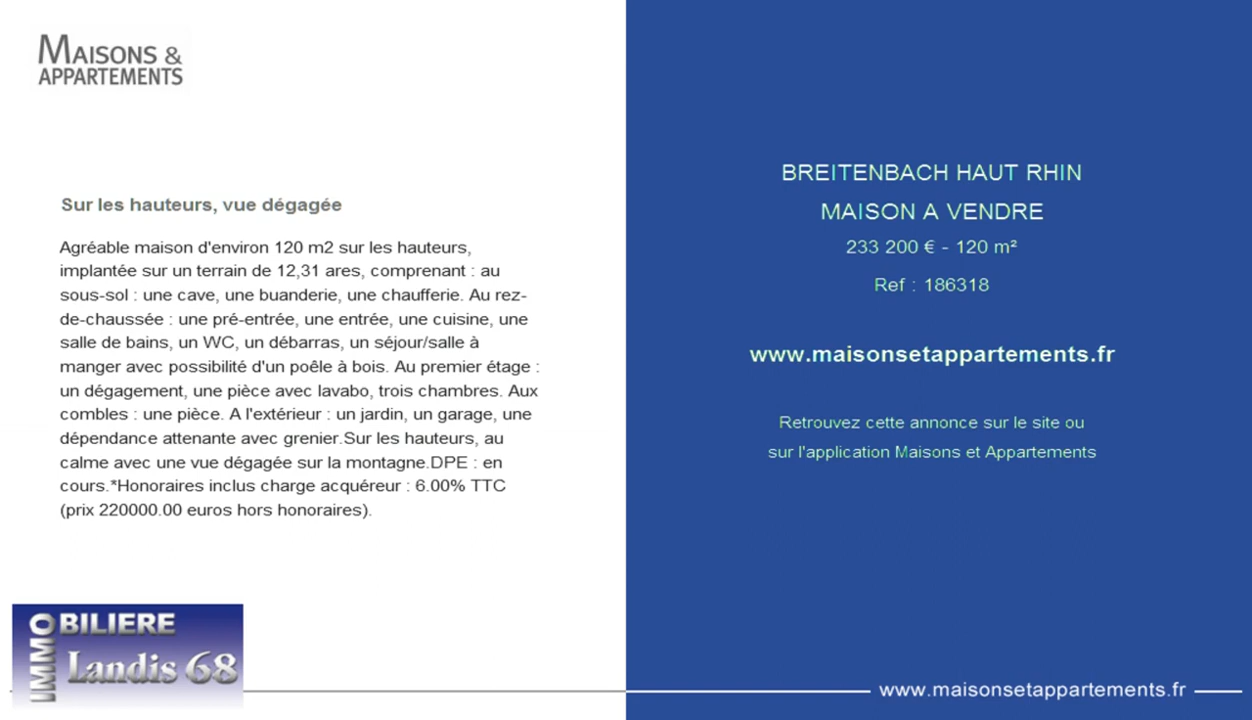 MAISONS &
APPARTEMENTS
Sur les hauteurs, vue dégagée
Agréable maison d'environ 120 m2 sur les hauteurs,
implantée sur un terrain de 12,31 ares, comprenant : au
sous-sol : une cave, une buanderie, une chaufferie. Au rez-
de-chaussée : une pré-entrée, une entrée, une cuisine, une
salle de bains, un WC, un débarras, un séjour/salle à
manger avec possibilité d'un poêle à bois. Au premier étage :
un dégagement, une pièce avec lavabo, trois chambres. Aux
combles : une pièce. A l'extérieur : un jardin, un garage, une
dépendance attenante avec grenier.Sur les hauteurs, au
calme avec une vue dégagée sur la montagne.DPE : en
cours.*Honoraires inclus charge acquéreur : 6.00% TTC
(prix 220000.00 euros hors honoraires).
IMMOBILIERE
Landis 68
BREITENBACH HAUT RHIN
MAISON A VENDRE
233 200 € - 120 m²
Ref : 186318
www.maisonsetappartements.fr
Retrouvez cette annonce sur le site ou
sur l'application Maisons et Appartements
www.maisonsetappartements.fr